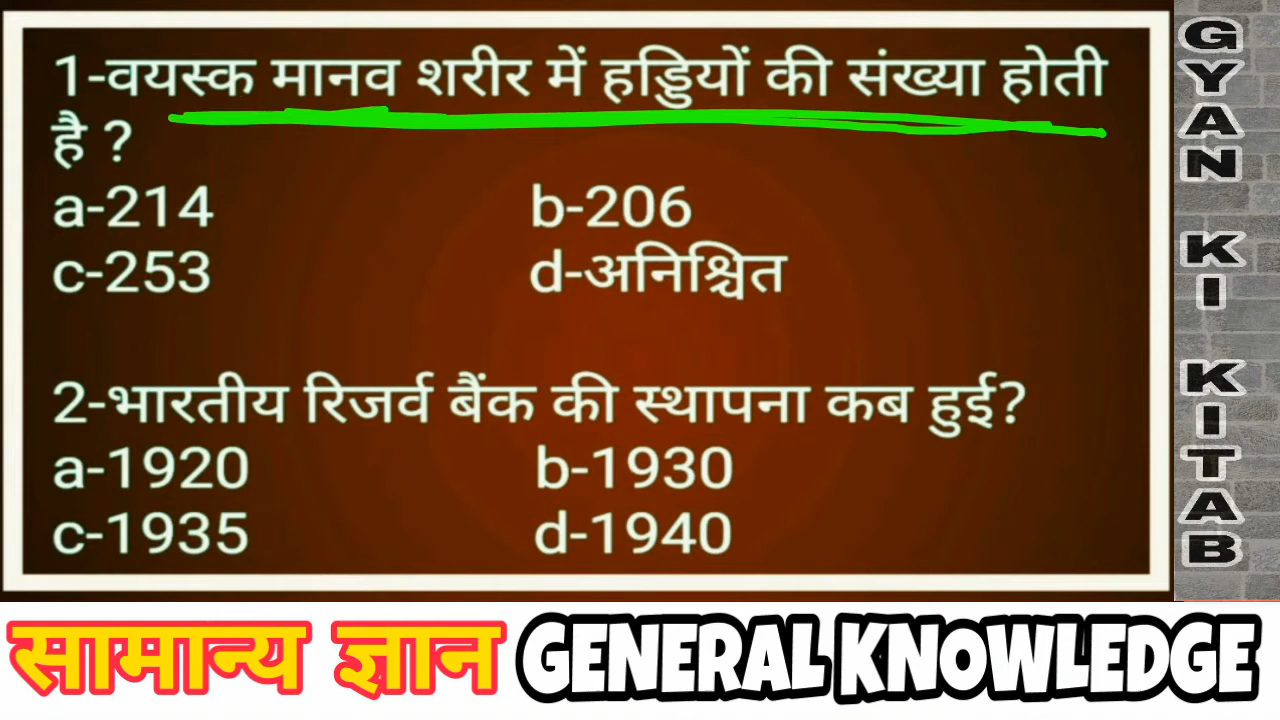 1-वयस्क मानव शरीर में हड्डियों की संख्या होती
है ?
a-214 b-206
c-253 d-अनिश्चित
2-भारतीय रिजर्व बैंक की स्थापना कब हुई?
a-1920 b-1930
c-1935 d-1940
GYAN KI KITAB
सामान्य ज्ञान GENERAL KNOWLEDGE